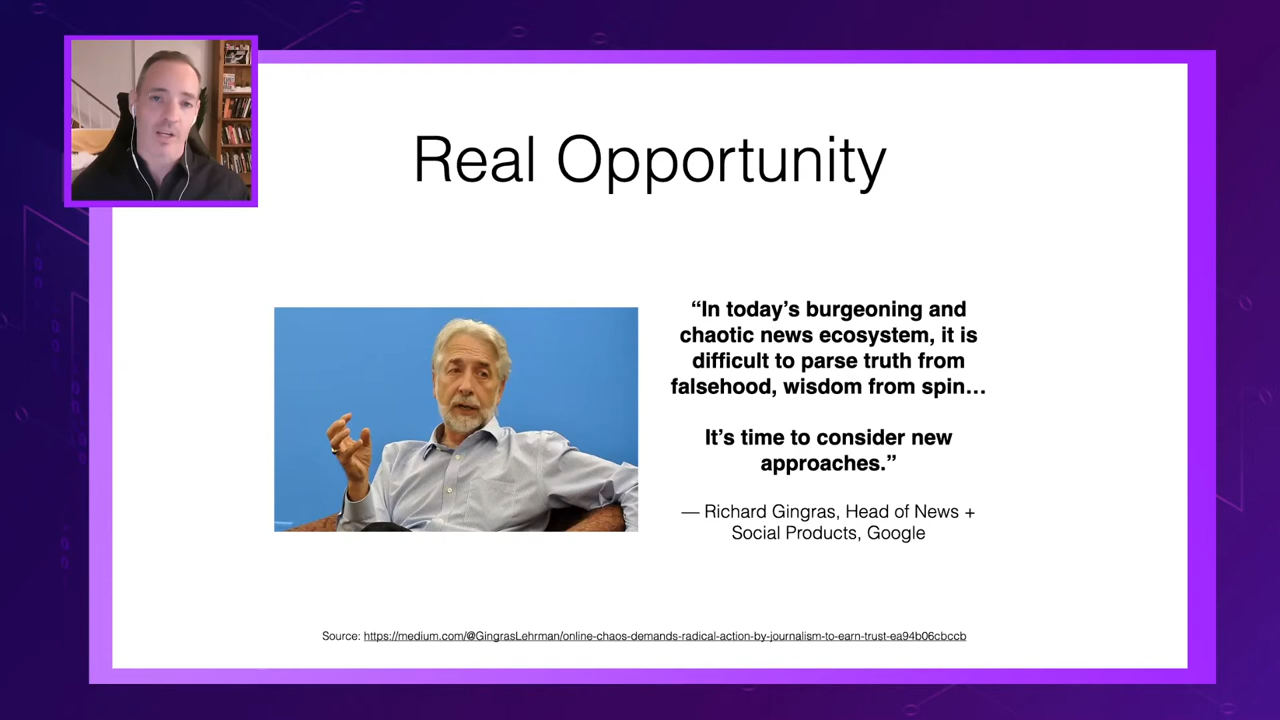 Real Opportunity
“In today’s burgeoning and
chaotic news ecosystem, it is
difficult to parse truth from
falsehood, wisdom from spin…
It’s time to consider new
approaches.”
— Richard Gingras, Head of News +
Social Products, Google
Source: https://medium.com/@GingrasLehrman/online-chaos-demands-radical-action-by-journalism-to-earn-trust-ea94b06cbccb